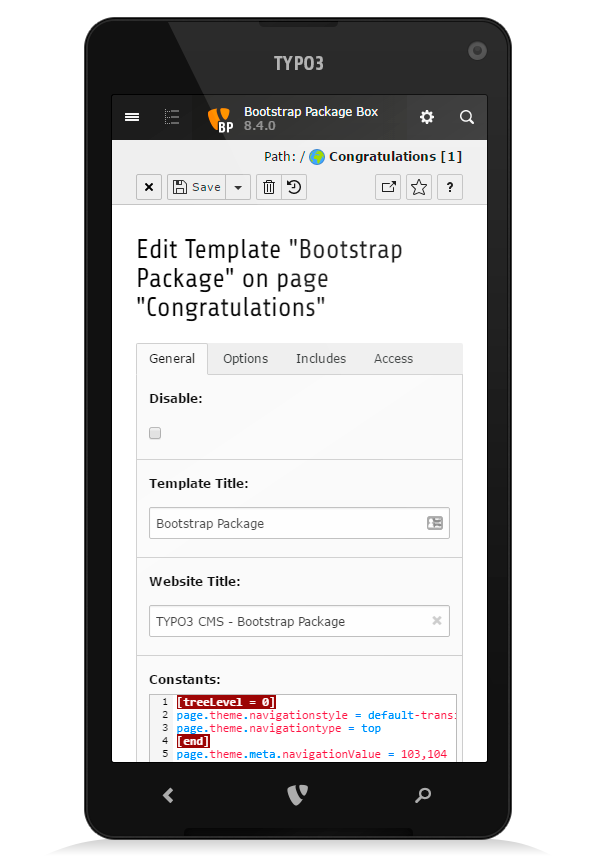 TYPO3
BP
Bootstrap Package Box
8.4.0
Path: / Congratulations [1]
Save
?
Edit Template "Bootstrap
Package" on page
"Congratulations"
General Options Includes Access
Disable:
Template Title:
Bootstrap Package
Website Title:
TYPO3 CMS - Bootstrap Package
Constants:
1 [treeLevel = 0]
2 page.theme.navigationstyle = default-transi
3 page.theme.navigationtype = top
4 [end]
5 page.theme.meta.navigationValue = 103,104